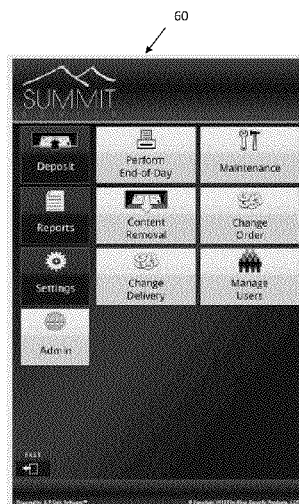 60
SUMMIT
Deposit
Perform
End-of-Day
Maintenance
Reports
Content
Removal
Change
Order
Settings
Change
Delivery
Manage
Users
Admin
EXIT